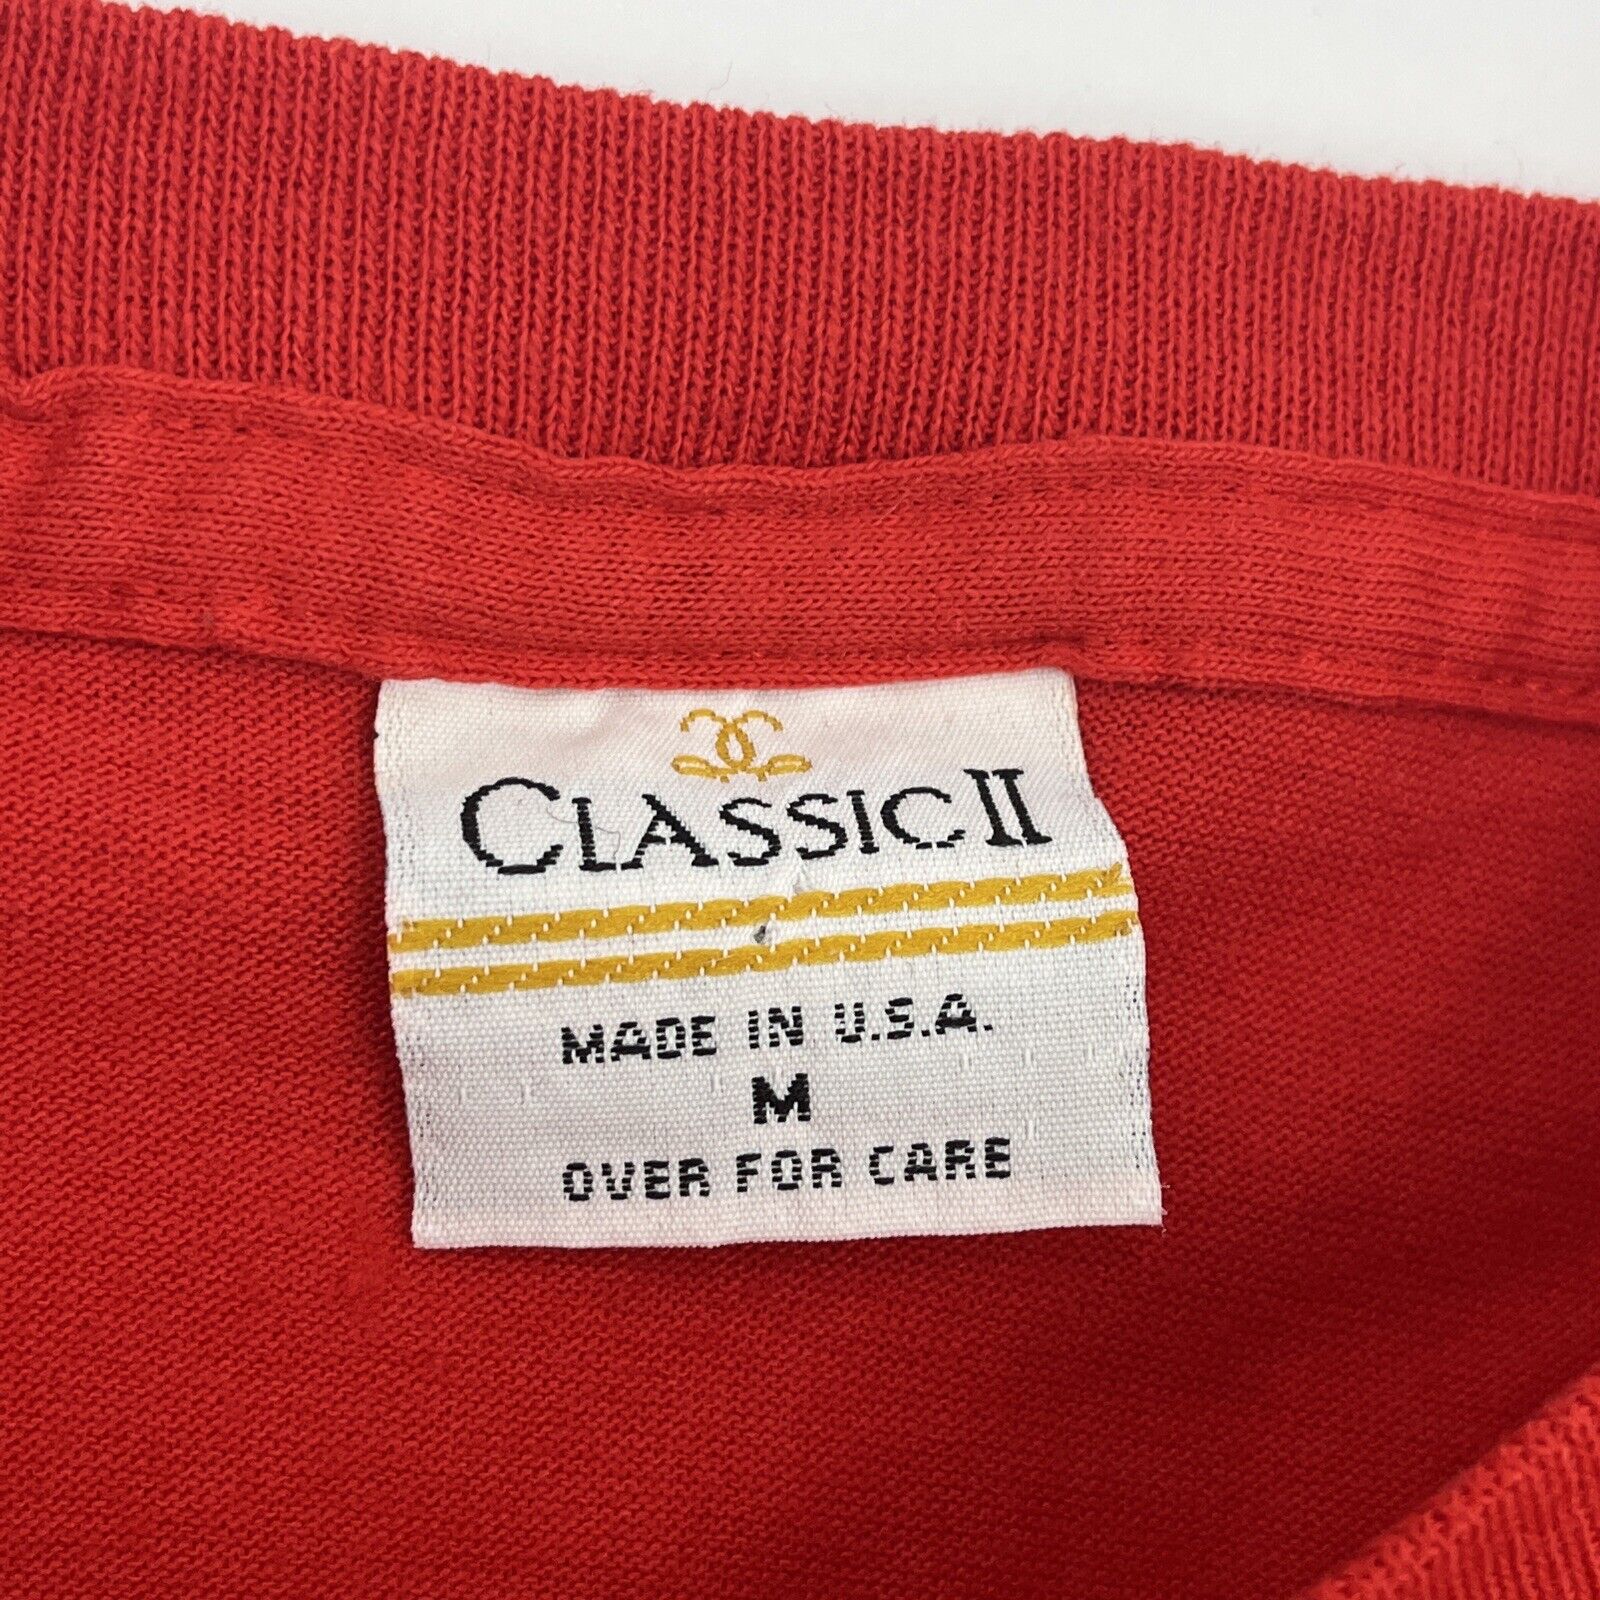 CLASSIC II
MADE IN U.S.A.
M
OVER FOR CARE